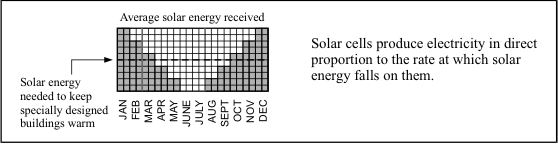 Average solar energy received
Solar cells produce electricity in direct
proportion to the rate at which solar
energy falls on them.
Solar energy
needed to keep
specially designed
buildings warm
JAN
FEB
MAR
APR
MAY
JUNE
JULY
AUG
SEPT
OCT
NOV
DEC